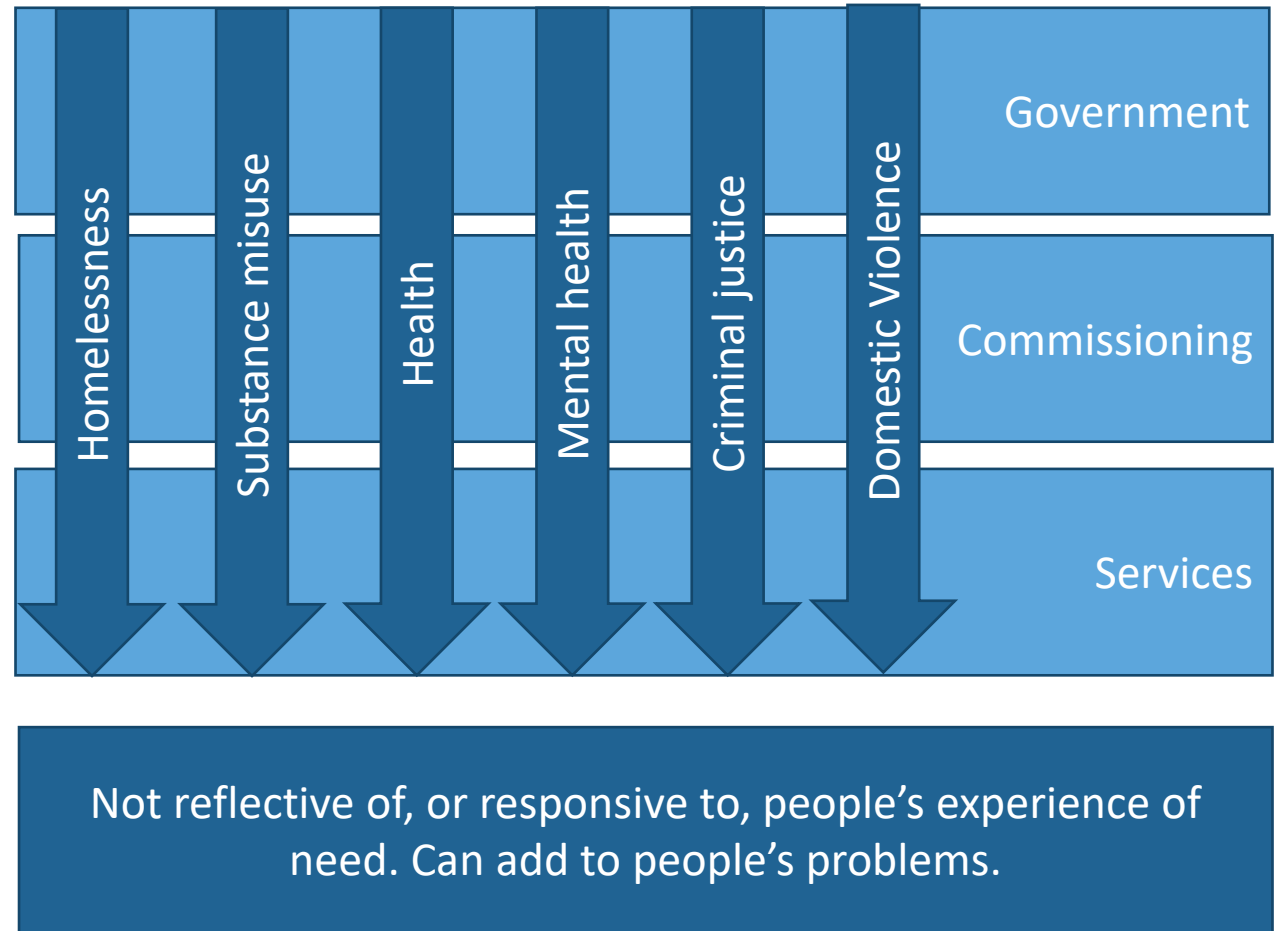 Government
Commissioning
Services
Homelessness
Substance misuse
Health
Mental health
Criminal justice
Domestic Violence
Not reflective of, or responsive to, people’s experience of
need. Can add to people’s problems.